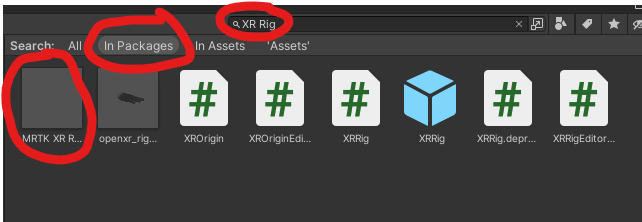 XR Rig
Search: All In Packages In Assets 'Assets'
MRTK XR R... openxr_rig... XROrigin XROriginEdi... XRRig XRRig XRRig.depr... XRRigEditor...